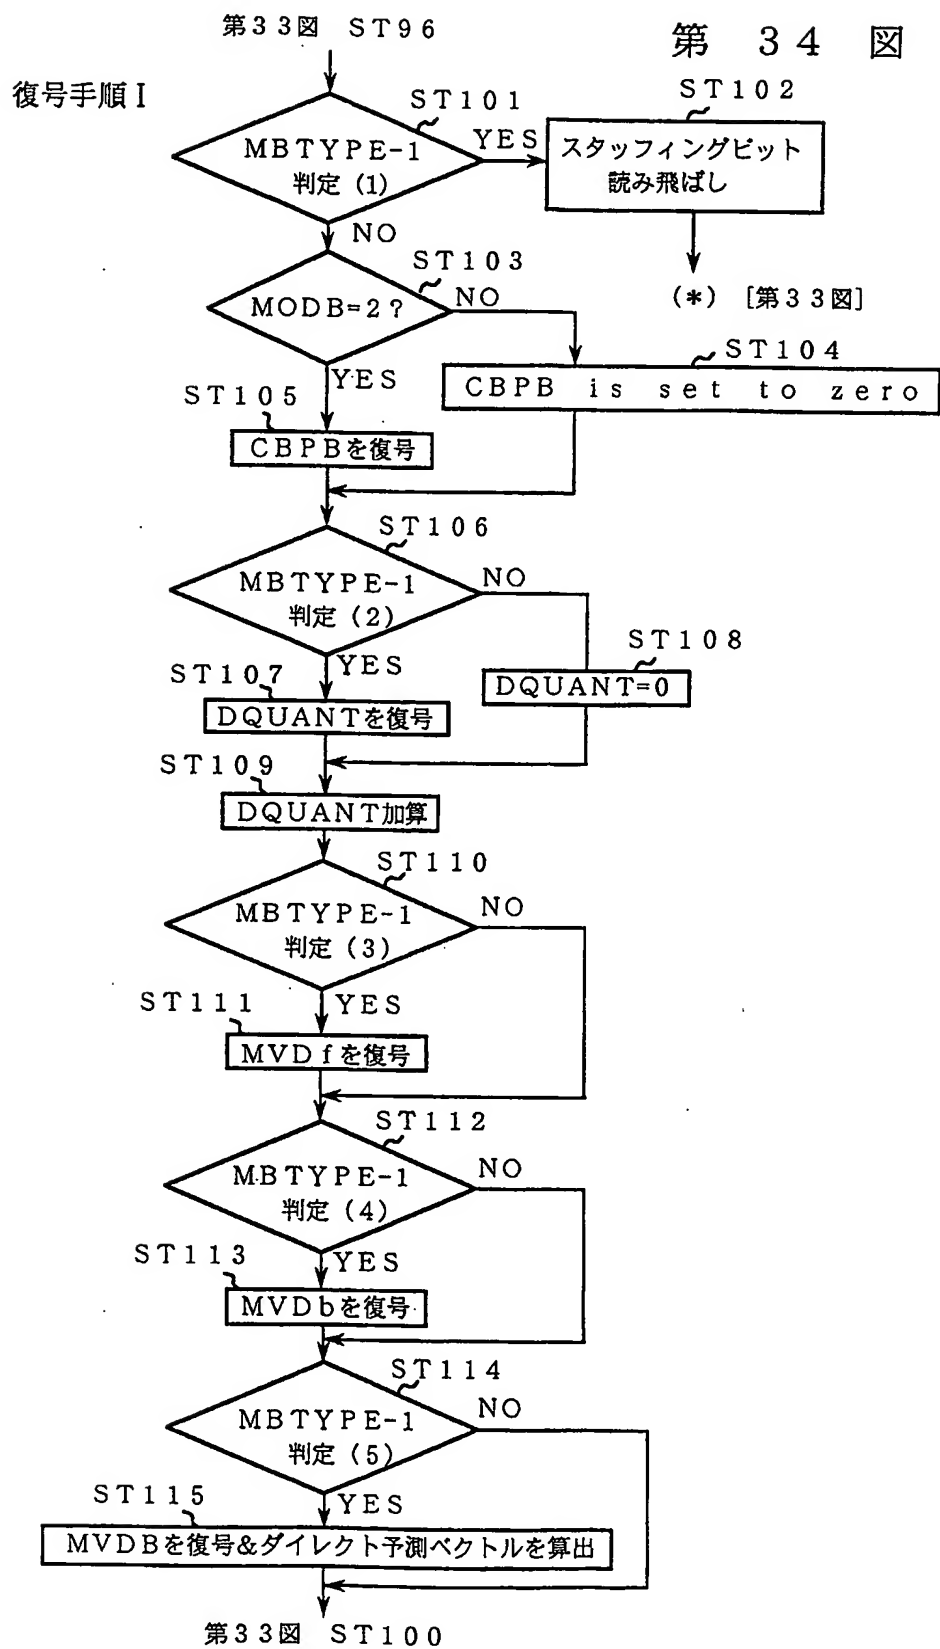 第33図 ST96
第 34 図
復号手順I
ST101
MBTYPE-1
判定(1)
YES
ST102
スタッフィングビット
読み飛ばし
(*) [第33図]
NO
ST103
MODB=2?
NO
ST104
CBPB is set to zero
YES
ST105
CBPBを復号
ST106
MBTYPE-1
判定(2)
NO
ST108
DQUANT=0
YES
ST107
DQUANTを復号
ST109
DQUANT加算
ST110
MBTYPE-1
判定(3)
NO
YES
ST111
MVDfを復号
ST112
MBTYPE-1
判定(4)
NO
YES
ST113
MVDbを復号
ST114
MBTYPE-1
判定(5)
NO
YES
ST115
MVDBを復号&ダイレクト予測ベクトルを算出
第33図 ST100